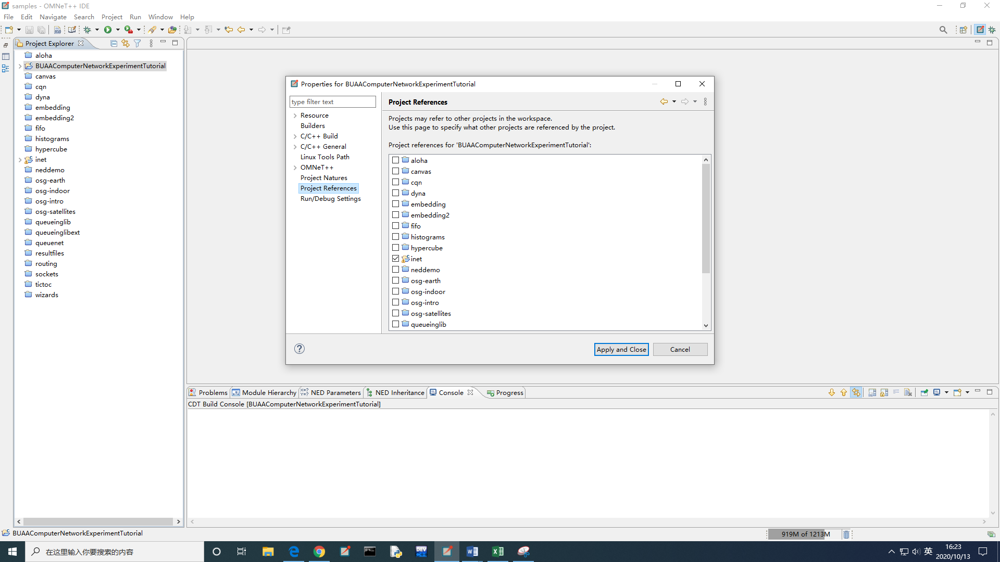 samples - OMNeT++ IDE
File Edit Navigate Search Project Run Window Help
Project Explorer
aloha
BUAAComputerNetworkExperimentTutorial
canvas
cqn
dyna
embedding
embedding2
fifo
histograms
hypercube
inet
neddemo
osg-earth
osg-indoor
osg-intro
osg-satellites
queueinglib
queueinglibext
queuenet
resultfiles
routing
sockets
tictoc
wizards
Properties for BUAAComputerNetworkExperimentTutorial
type filter text
Resource
Builders
C/C++ Build
C/C++ General
Linux Tools Path
OMNeT++
Project Natures
Project References
Run/Debug Settings
Project References
Projects may refer to other projects in the workspace.
Use this page to specify what other projects are referenced by the project.
Project references for 'BUAAComputerNetworkExperimentTutorial':
aloha
canvas
cqn
dyna
embedding
embedding2
fifo
histograms
hypercube
inet
neddemo
osg-earth
osg-indoor
osg-intro
osg-satellites
queueinglib
Apply and Close Cancel
Problems Module Hierarchy NED Parameters NED Inheritance Console Progress
CDT Build Console [BUAAComputerNetworkExperimentTutorial]
BUAAComputerNetworkExperimentTutorial
919M of 1213M
在这里输入你要搜索的内容
英
16:23
2020/10/13